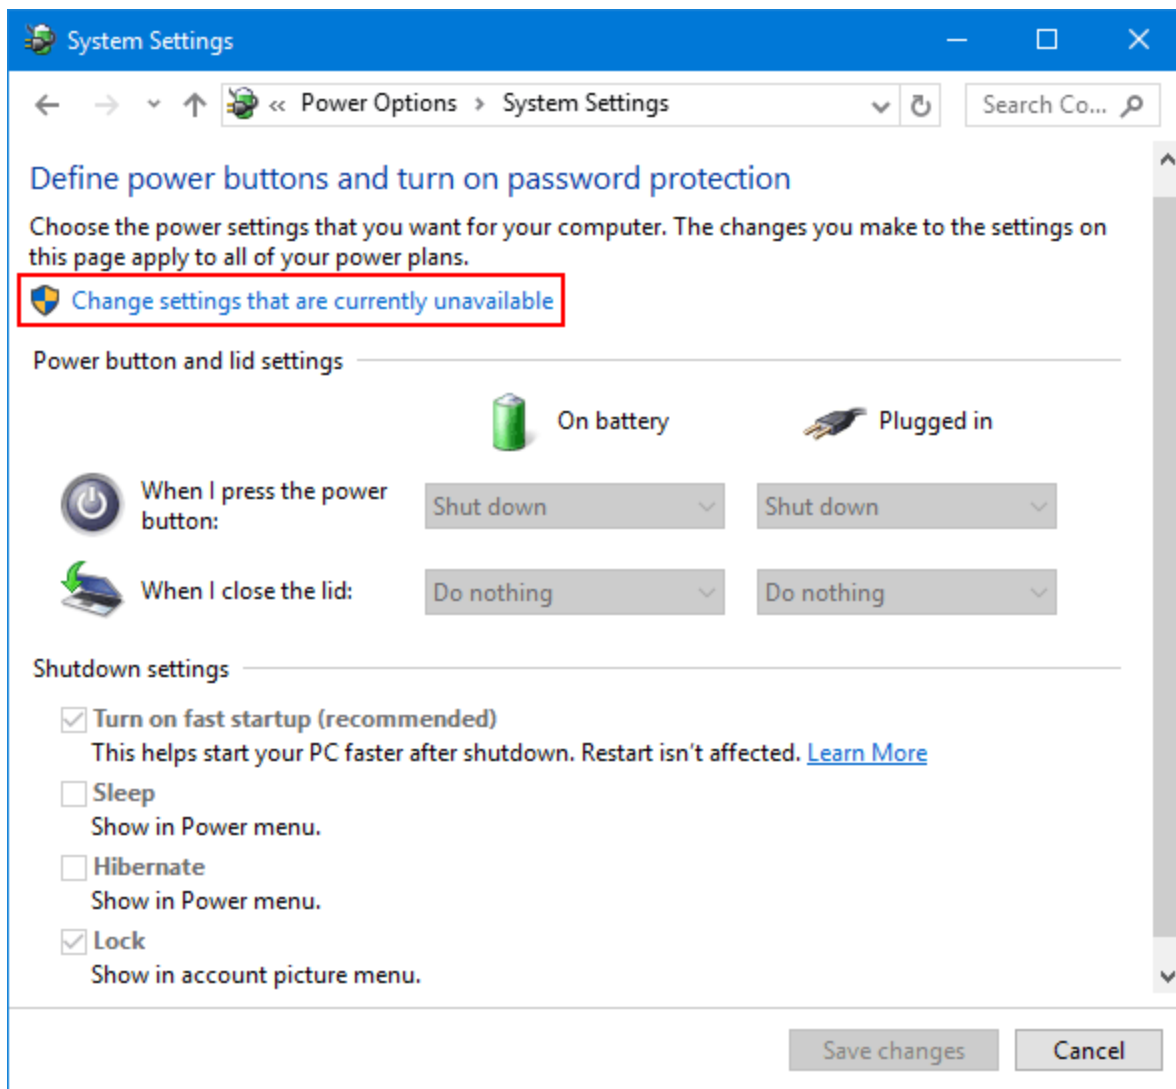 System Settings
« Power Options › System Settings
Search Co...
Define power buttons and turn on password protection
Choose the power settings that you want for your computer. The changes you make to the settings on
this page apply to all of your power plans.
Change settings that are currently unavailable
Power button and lid settings
On battery
Plugged in
When I press the power
button:
Shut down
Shut down
When I close the lid:
Do nothing
Do nothing
Shutdown settings
Turn on fast startup (recommended)
This helps start your PC faster after shutdown. Restart isn't affected. Learn More
Sleep
Show in Power menu.
Hibernate
Show in Power menu.
Lock
Show in account picture menu.
Save changes
Cancel